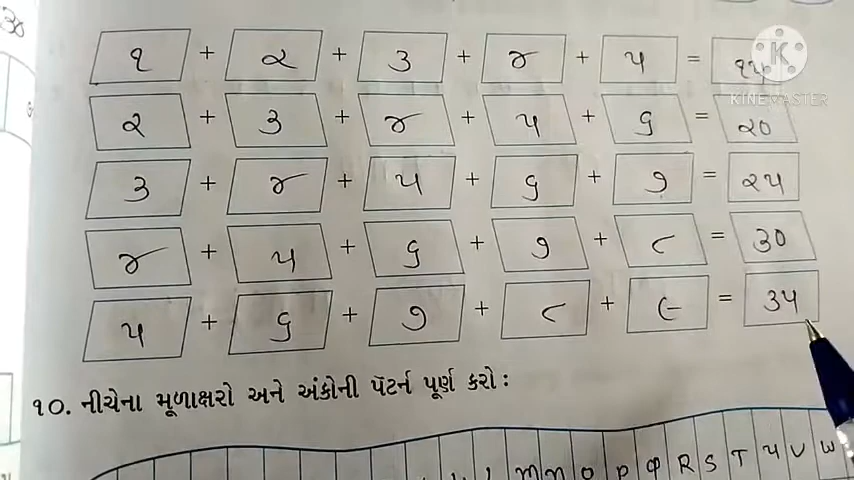 ૧ + ૨ + ૩ + ૪ + ૫ = ૧૫
KINEMASTER
૨ + ૩ + ૪ + ૫ + ૬ = ૨૦
૩ + ૪ + ૫ + ૬ + ૭ = ૨૫
૪ + ૫ + ૬ + ૭ + ૮ = ૩૦
૫ + ૬ + ૭ + ૮ + ૯ = ૩૫
૧૦. નીચેના મૂળાક્ષરો અને અંકોની પૅટર્ન પૂર્ણ કરો :
m n o p q R S T U V W